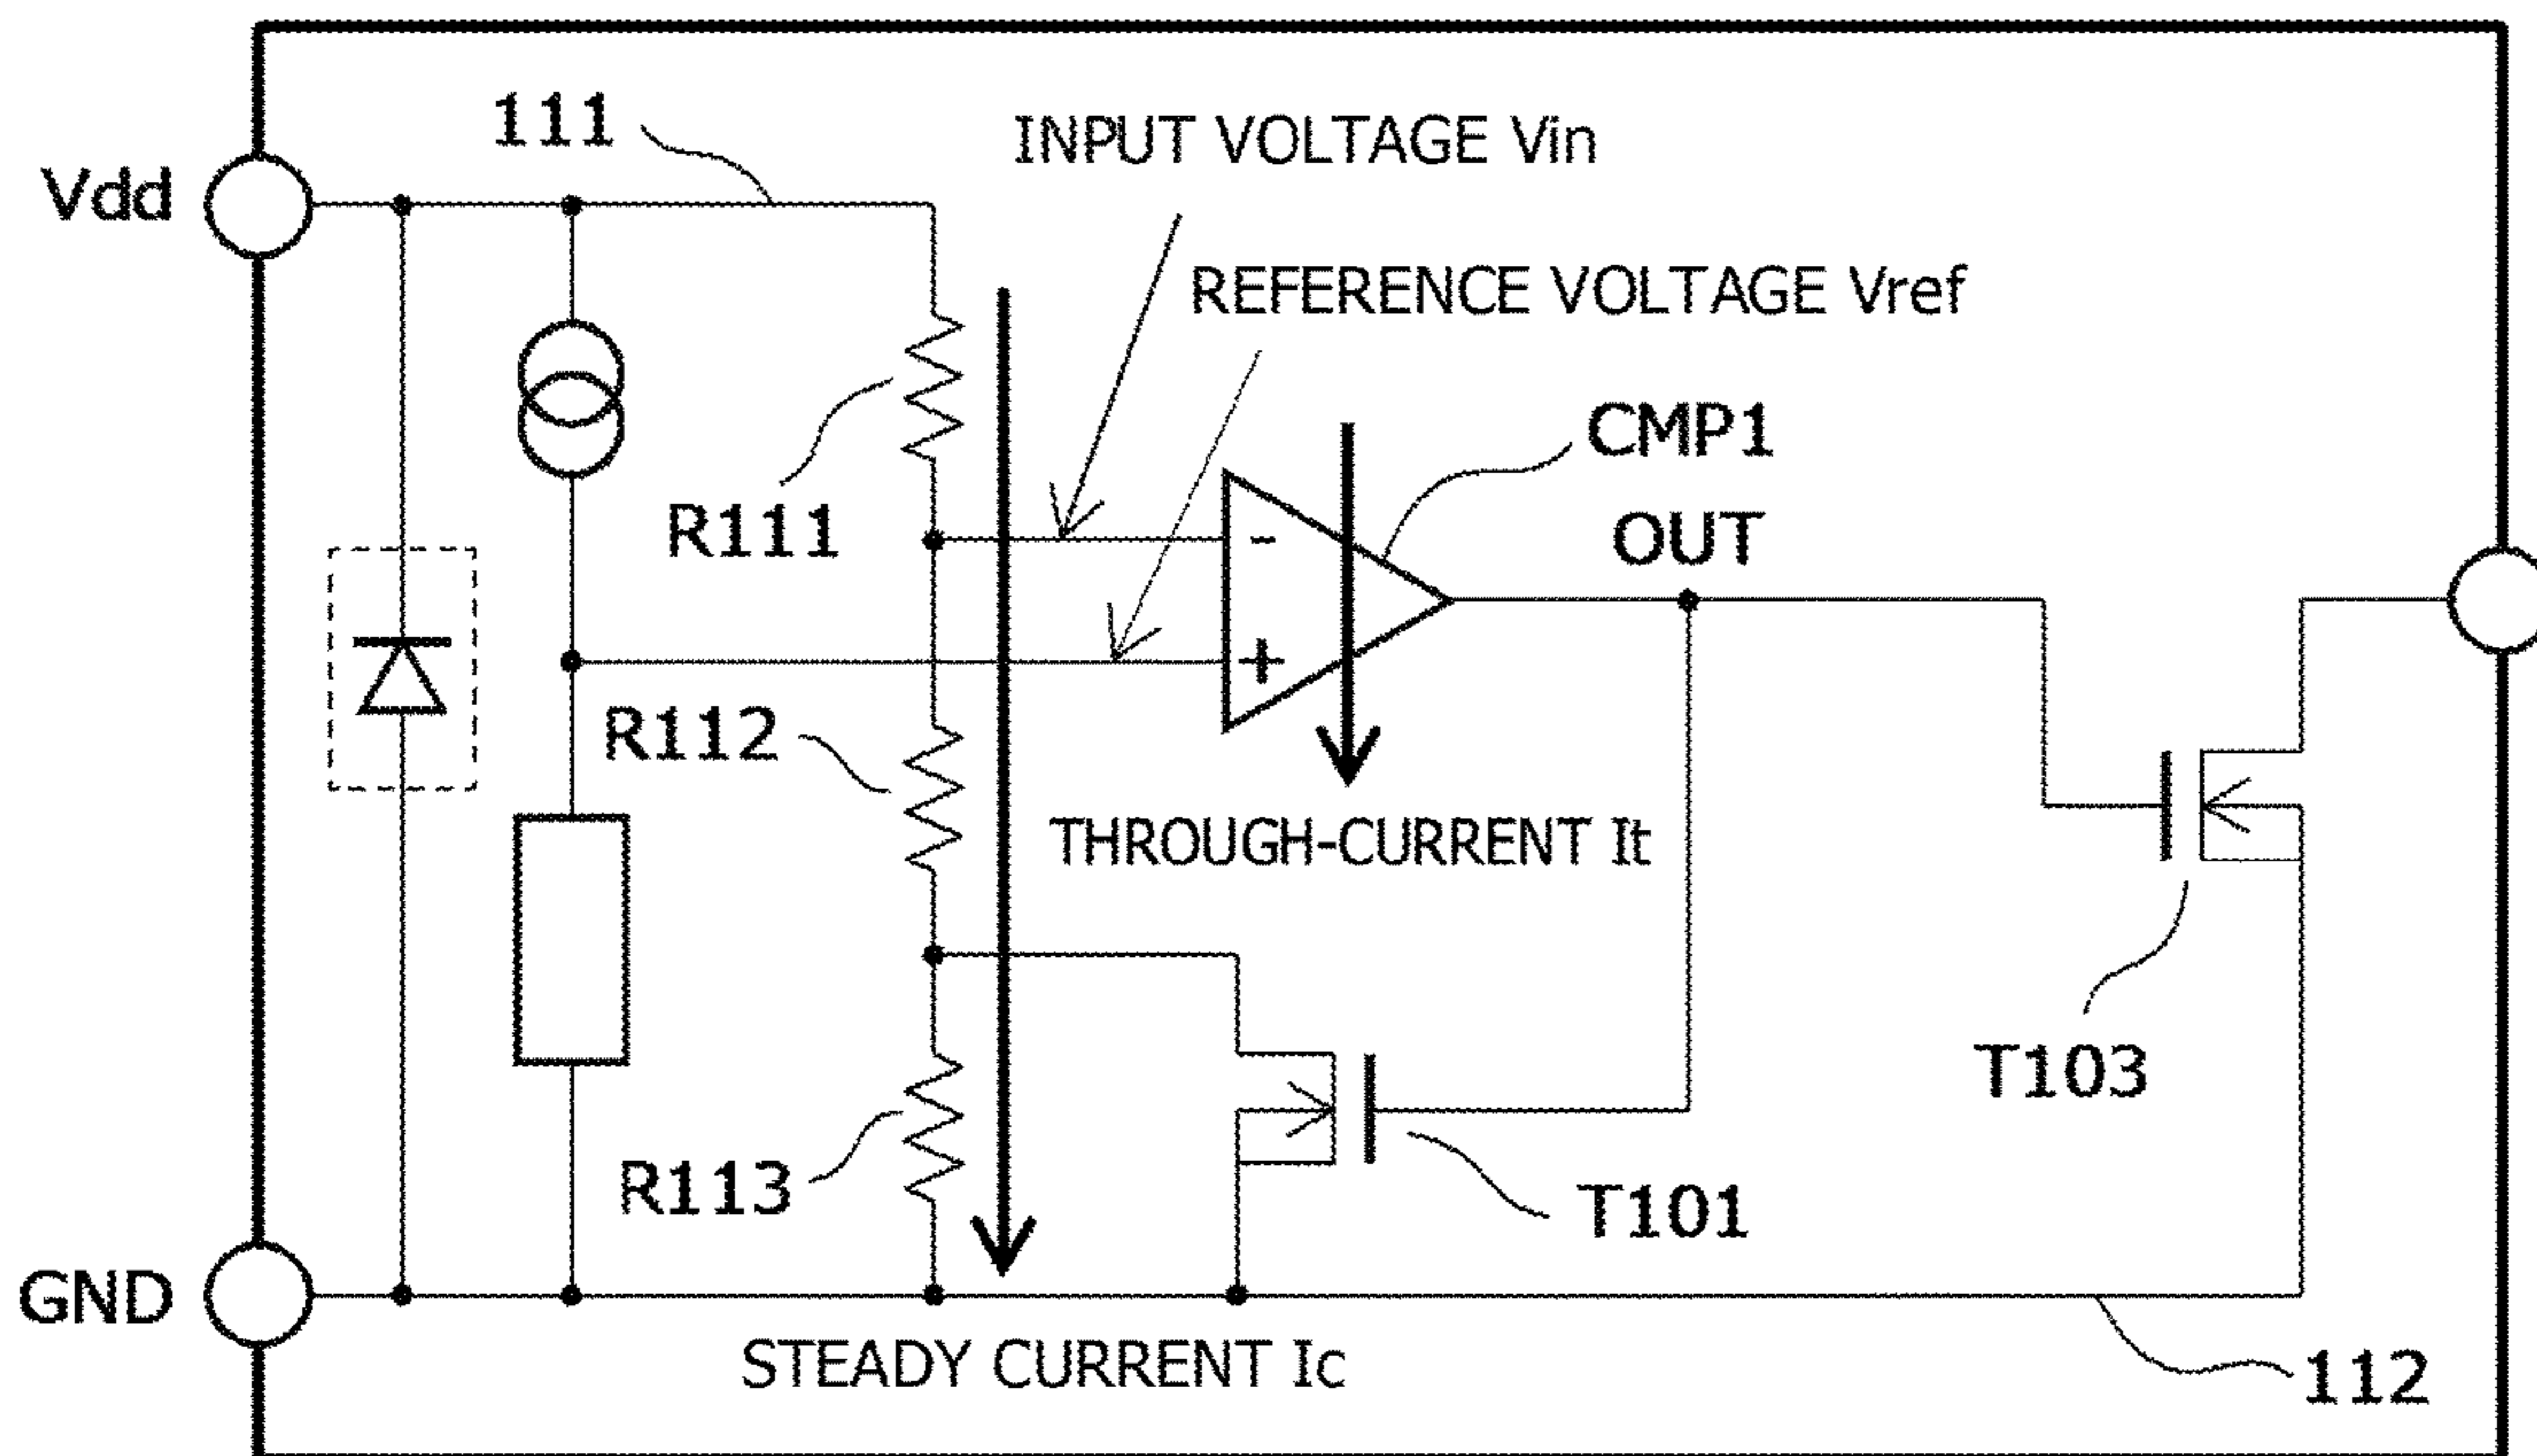 111
INPUT VOLTAGE Vin
Vdd
REFERENCE VOLTAGE Vref
CMP1
R111
OUT
-
+
R112
THROUGH-CURRENT It
T103
R113
T101
GND
STEADY CURRENT Ic
112